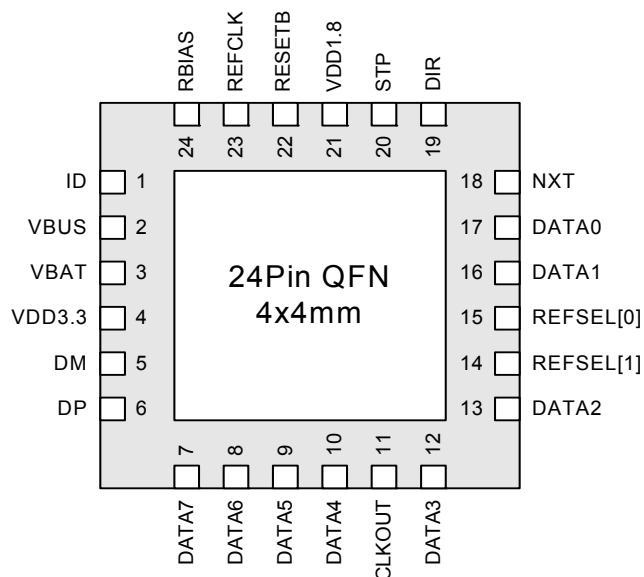 RBIAS
REFCLK
RESETB
VDD1.8
STP
DIR
24
23
22
21
20
19
ID 1
VBUS 2
VBAT 3
VDD3.3 4
DM 5
DP 6
24Pin QFN
4x4mm
18 NXT
17 DATA0
16 DATA1
15 REFSEL[0]
14 REFSEL[1]
13 DATA2
7
8
9
10
11
12
DATA7
DATA6
DATA5
DATA4
CLKOUT
DATA3